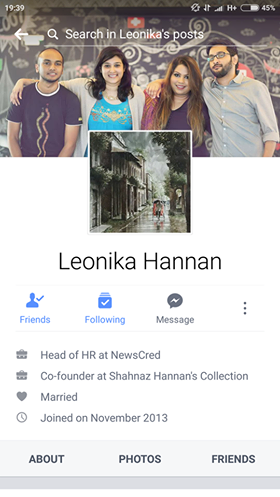 19:39 H+ 45%
Search in Leonika's posts
Leonika Hannan
Friends Following Message
Head of HR at NewsCred
Co-founder at Shahnaz Hannan's Collection
Married
Joined on November 2013
ABOUT PHOTOS FRIENDS